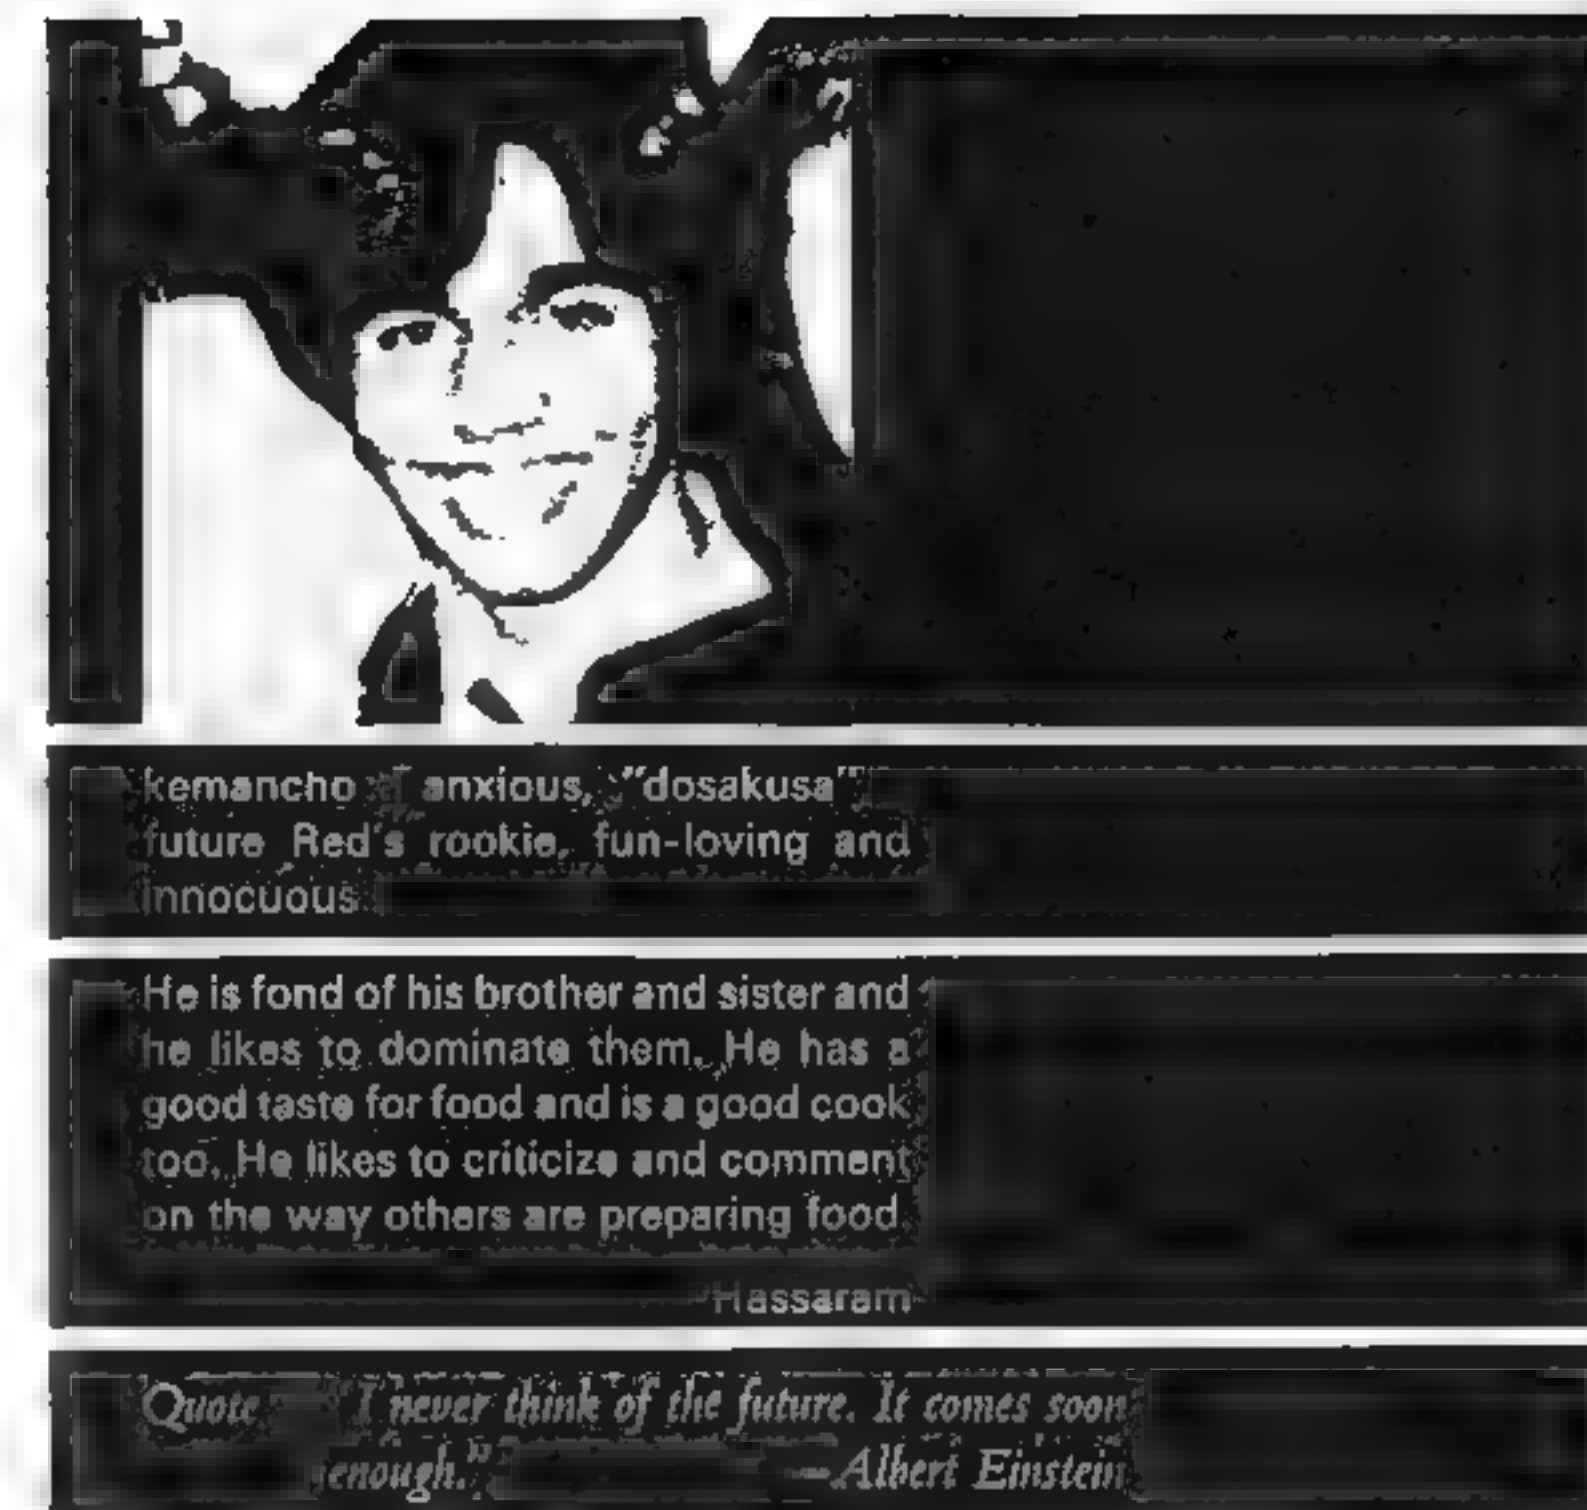 kemancho anxious, "dosakusa"
future Red's rookie, fun-loving and
innocuous
He is fond of his brother and sister and
he likes to dominate them. He has a
good taste for food and is a good cook
too. He likes to criticize and comment
on the way others are preparing food.
Hassaram
Quote "I never think of the future. It comes soon
enough." —Albert Einstein